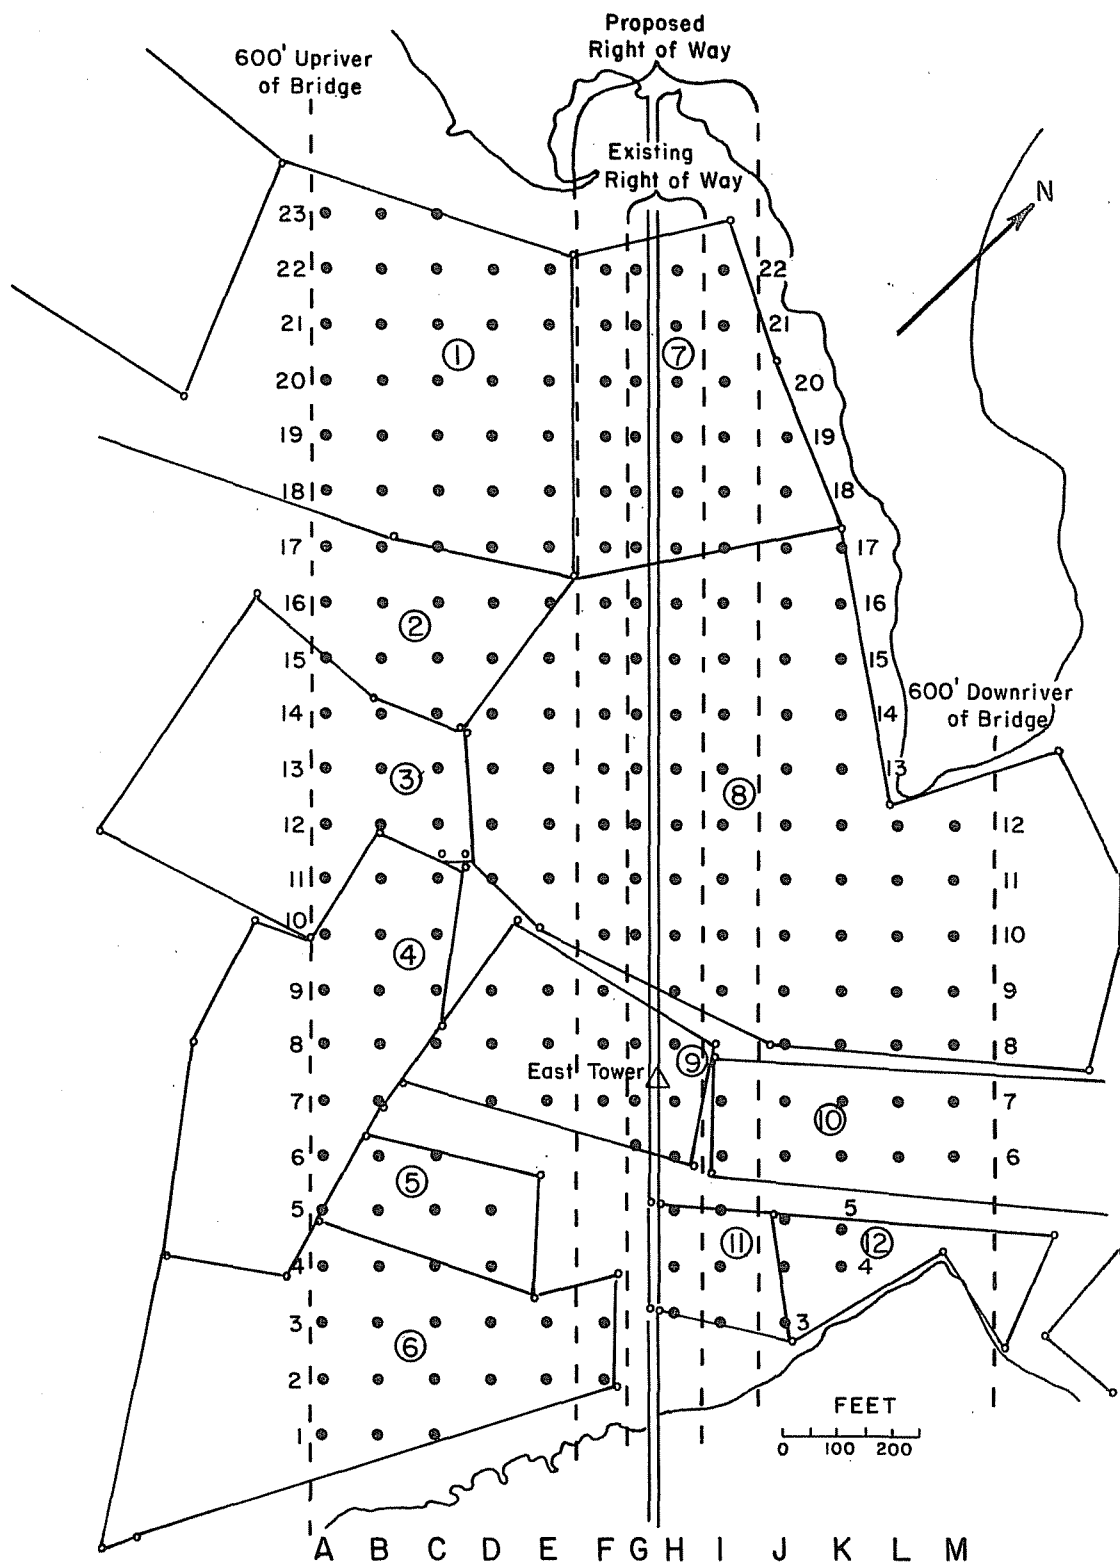 Proposed
Right of Way
600' Upriver
of Bridge
Existing
Right of Way
N
23
22 22
21 ① ⑦ 21
20 20
19 19
18 18
17 17
16 ② 16
15 15
600' Downriver
of Bridge
14 14
13 ③ ⑧ 13
12 12
11 11
10 10
④
9 9
8 8
East Tower ⑨
7 ⑩ 7
6 6
⑤
5 5
⑪ ⑫
4 4
3 3
⑥
2
1
FEET
0 100 200
A B C D E F G H I J K L M